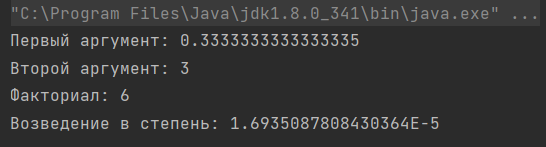 "C:\Program Files\Java\jdk1.8.0_341\bin\java.exe" ...
Первый аргумент: 0.3333333333333335
Второй аргумент: 3
Факториал: 6
Возведение в степень: 1.6935087808430364E-5